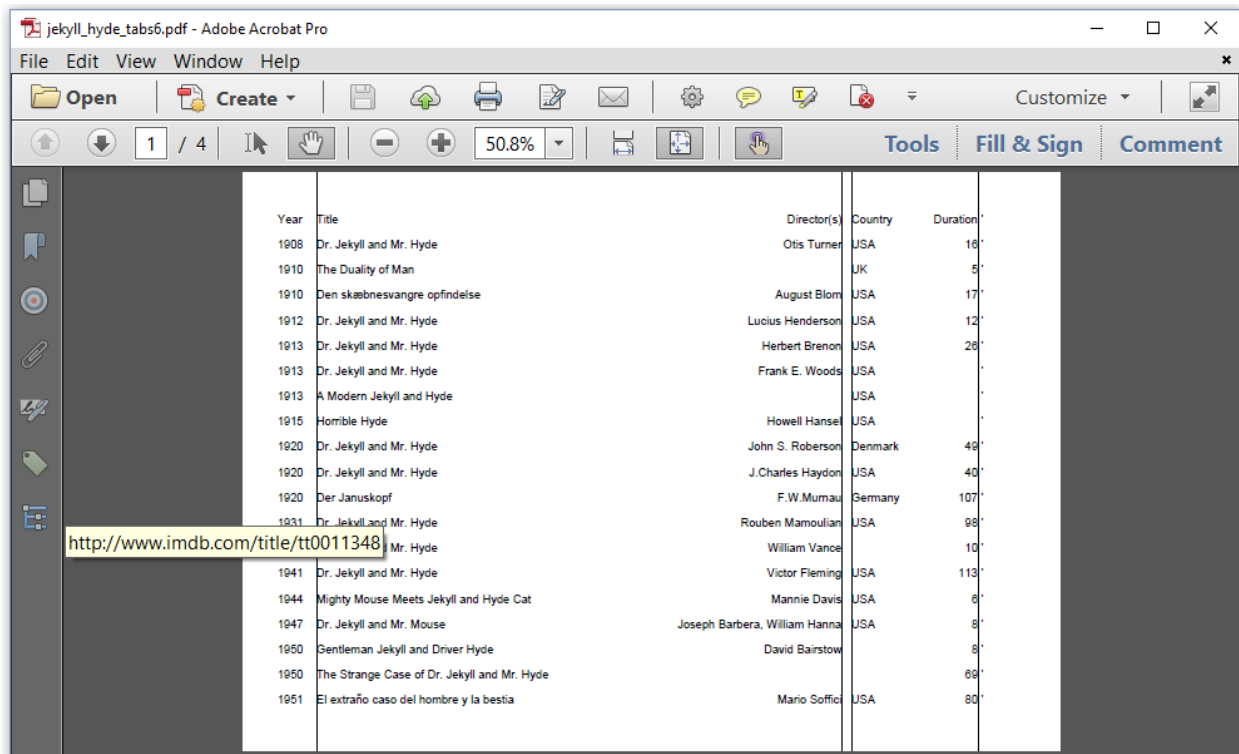 jekyll_hyde_tabs6.pdf - Adobe Acrobat Pro
File Edit View Window Help
Open Create Customize
1 / 4 50.8% Tools Fill & Sign Comment
Year Title Director(s) Country Duration'
1908 Dr. Jekyll and Mr. Hyde Otis Turner USA 16'
1910 The Duality of Man UK 5'
1910 Den skæbnesvangre opfindelse August Blom USA 17'
1912 Dr. Jekyll and Mr. Hyde Lucius Henderson USA 12'
1913 Dr. Jekyll and Mr. Hyde Herbert Brenon USA 26'
1913 Dr. Jekyll and Mr. Hyde Frank E. Woods USA '
1913 A Modern Jekyll and Hyde USA '
1915 Horrible Hyde Howell Hansel USA '
1920 Dr. Jekyll and Mr. Hyde John S. Roberson Denmark 49'
1920 Dr. Jekyll and Mr. Hyde J.Charles Haydon USA 40'
1920 Der Januskopf F.W.Murnau Germany 107'
1931 Dr. Jekyll and Mr. Hyde Rouben Mamoulian USA 98'
http://www.imdb.com/title/tt0011348 Mr. Hyde William Vance 10'
1941 Dr. Jekyll and Mr. Hyde Victor Fleming USA 113'
1944 Mighty Mouse Meets Jekyll and Hyde Cat Mannie Davis USA 6'
1947 Dr. Jekyll and Mr. Mouse Joseph Barbera, William Hanna USA 8'
1950 Gentleman Jekyll and Driver Hyde David Bairstow 8'
1950 The Strange Case of Dr. Jekyll and Mr. Hyde 69'
1951 El extraño caso del hombre y la bestia Mario Soffici USA 80'